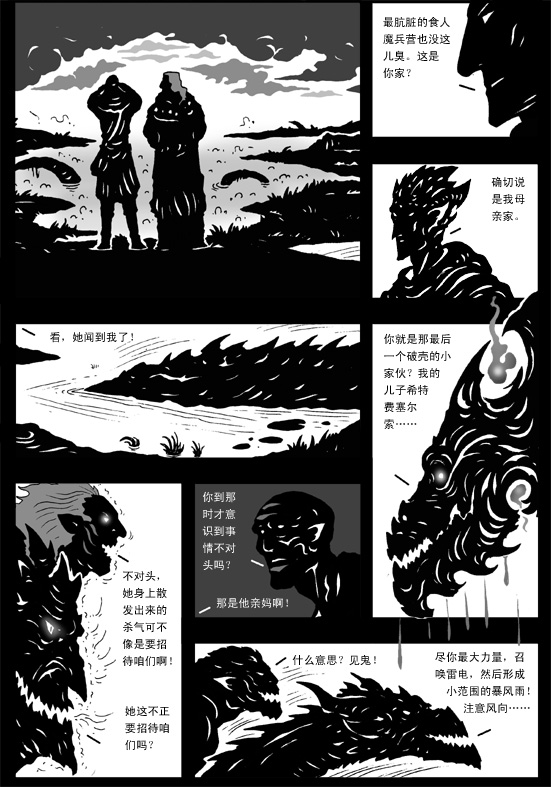 最肮脏的食人
魔兵营也没这
儿臭。这是
你家？
确切说
是我母
亲家。
看，她闻到我了！
你就是那最后
一个破壳的小
家伙？我的
儿子希特
费塞尔
索……
你到那
时才意
识到事
情不对
头吗？
那是他亲妈啊！
不对头，
她身上散
发出来的
杀气可不
像是要招
待咱们啊！
她这不正
要招待咱
们吗？
什么意思？见鬼！
尽你最大力量，召
唤雷电，然后形成
小范围的暴风雨！
注意风向……